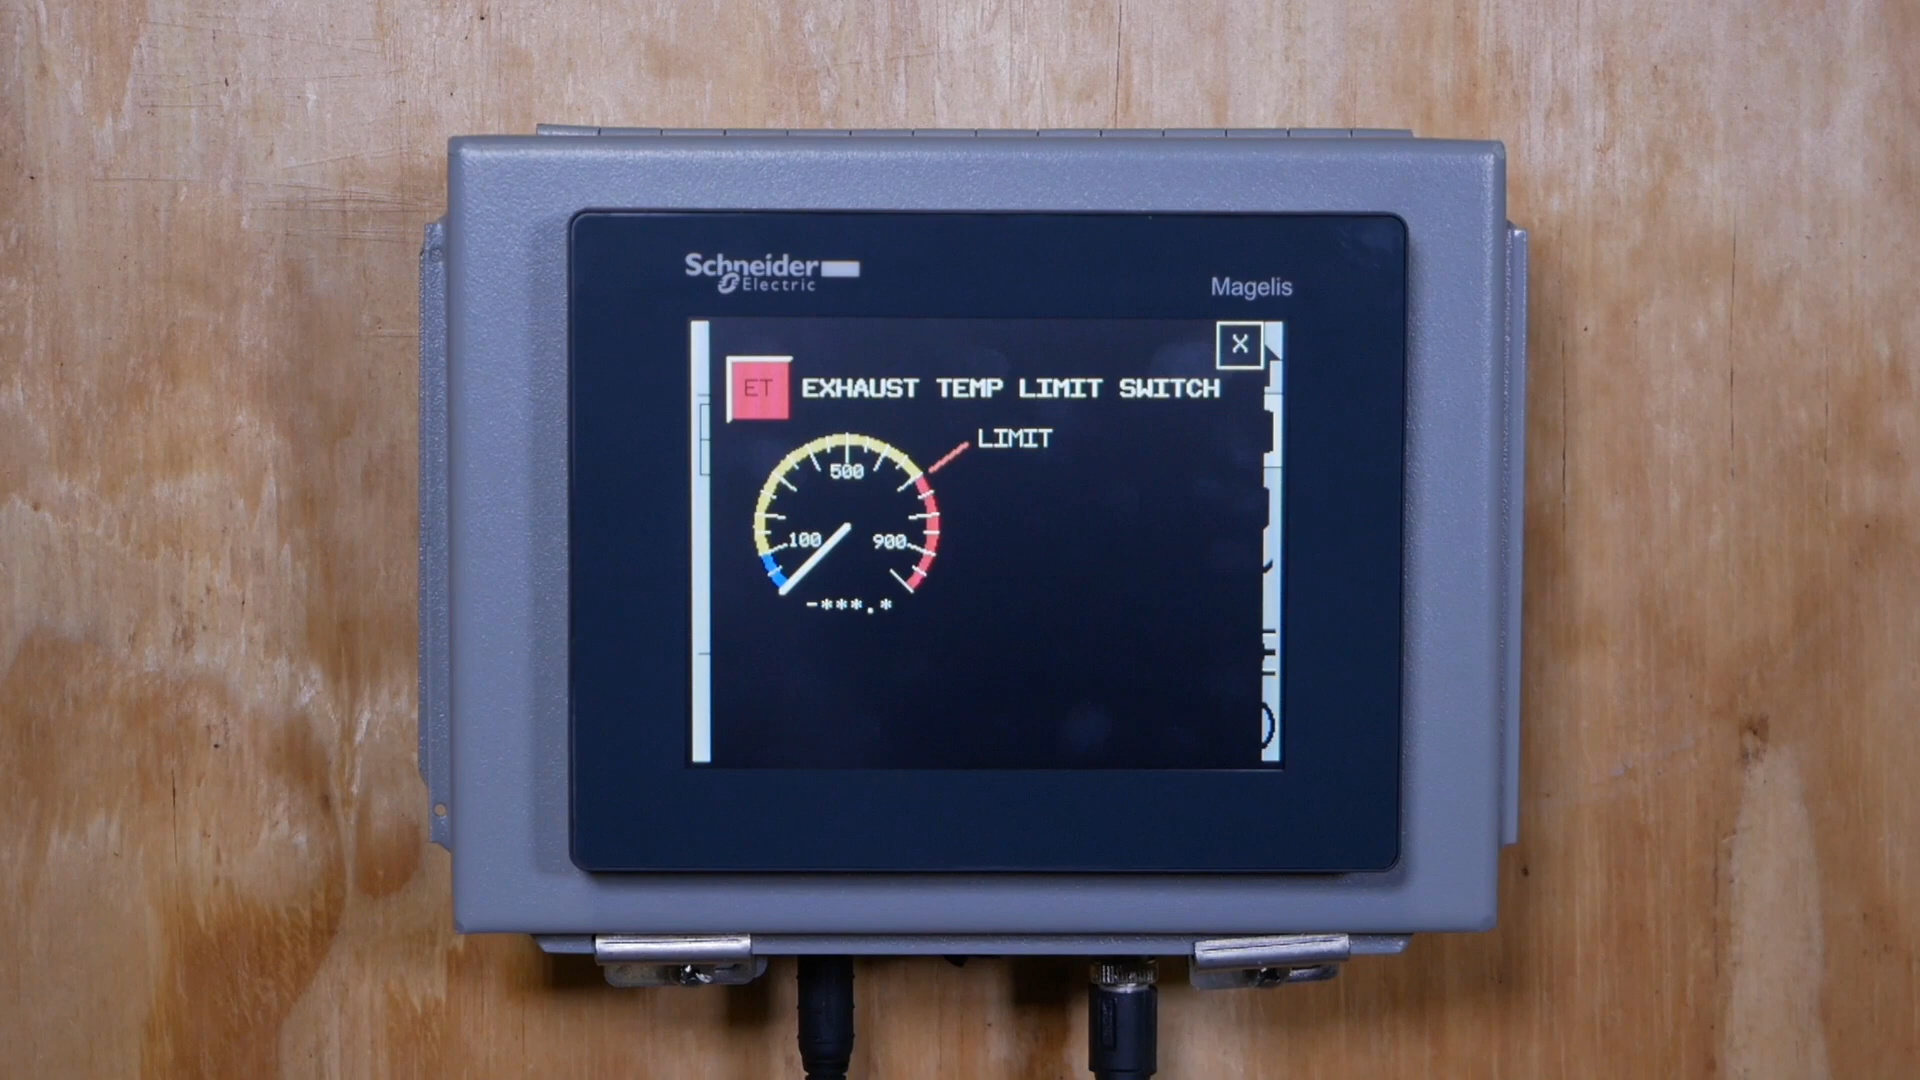 Schneider
Electric
Magelis
X
ET EXHAUST TEMP LIMIT SWITCH
LIMIT
500
100 900
-***.*